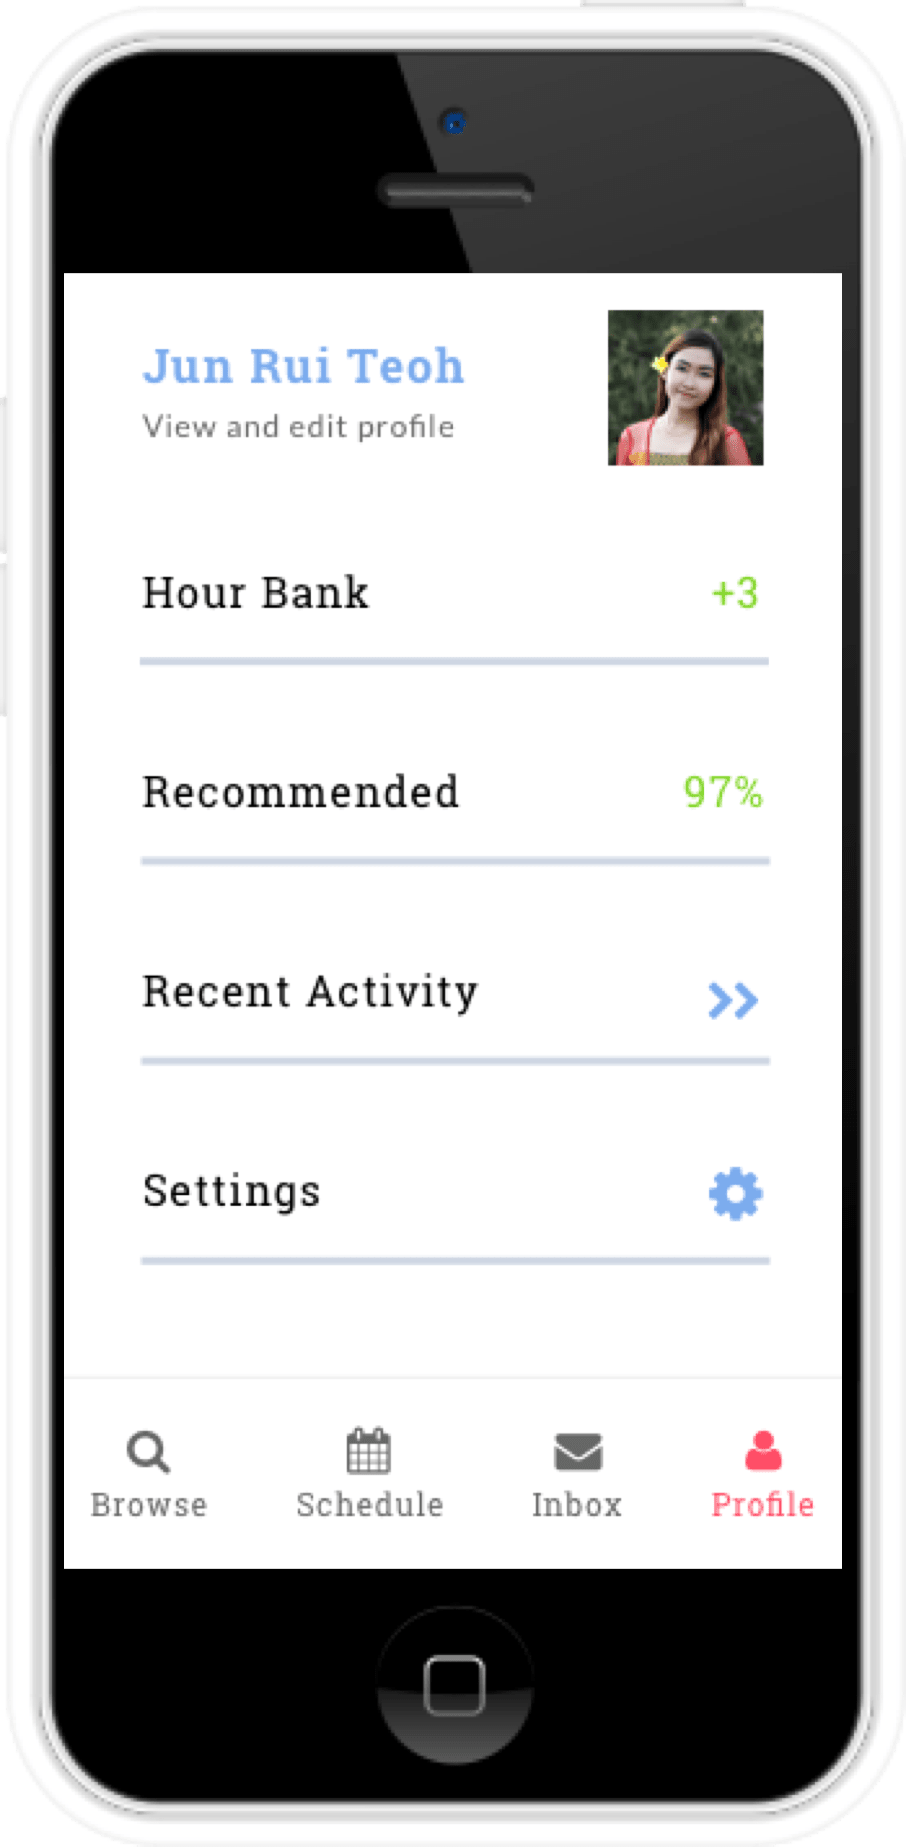 Jun Rui Teoh
View and edit profile
Hour Bank +3
Recommended 97%
Recent Activity
Settings
Browse Schedule Inbox Profile